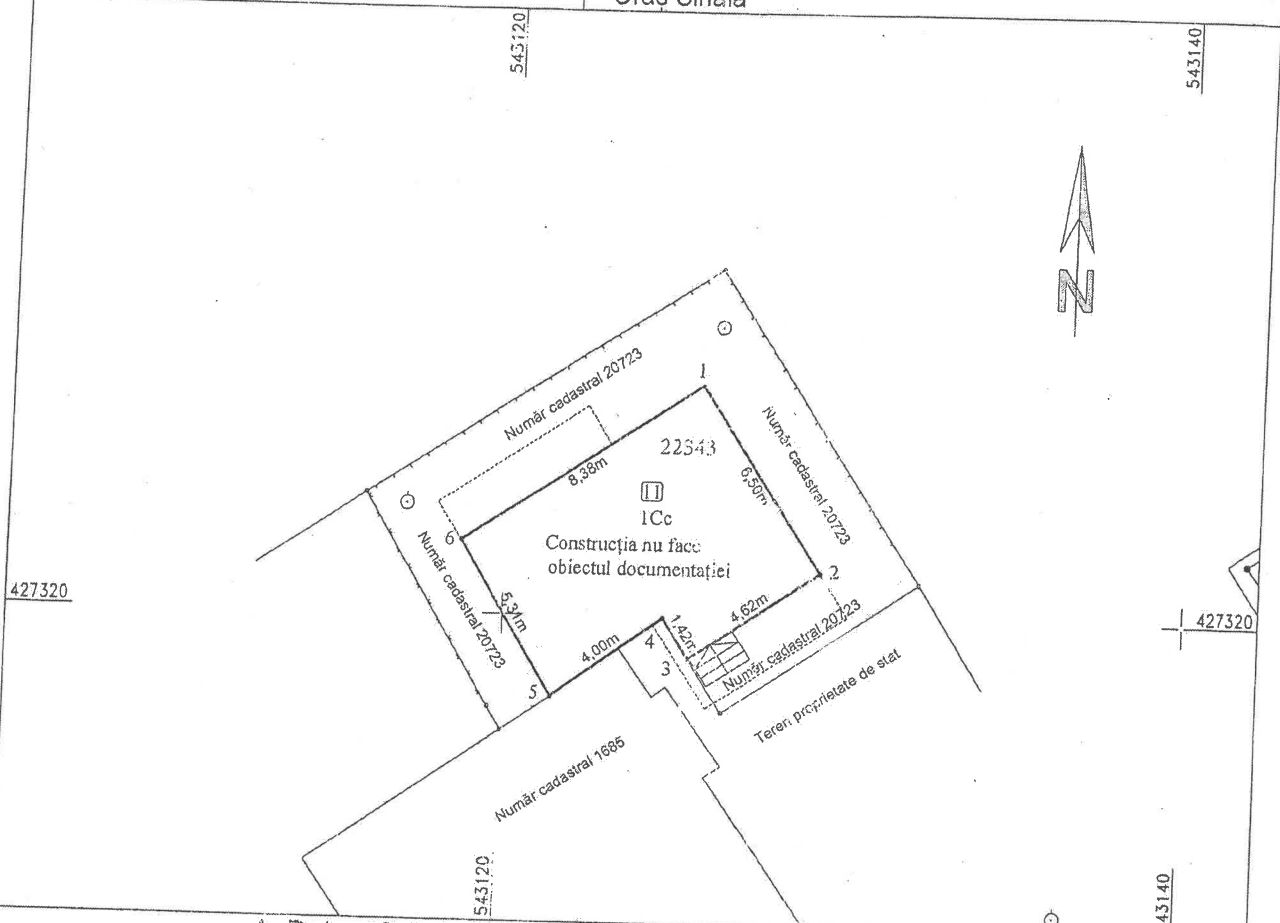 543120
543140
N
Număr cadastral 20723
1
22343
8,38m
6,50m
Număr cadastral 20723
11
1Cc
6
Construcția nu face
obiectul documentației
2
Număr cadastral 20723
427320
5,31m
4,62m
1,42m
427320
4,00m
4
3
Număr cadastral 20723
5
Teren proprietate de stat
Număr cadastral 1685
543120
43140